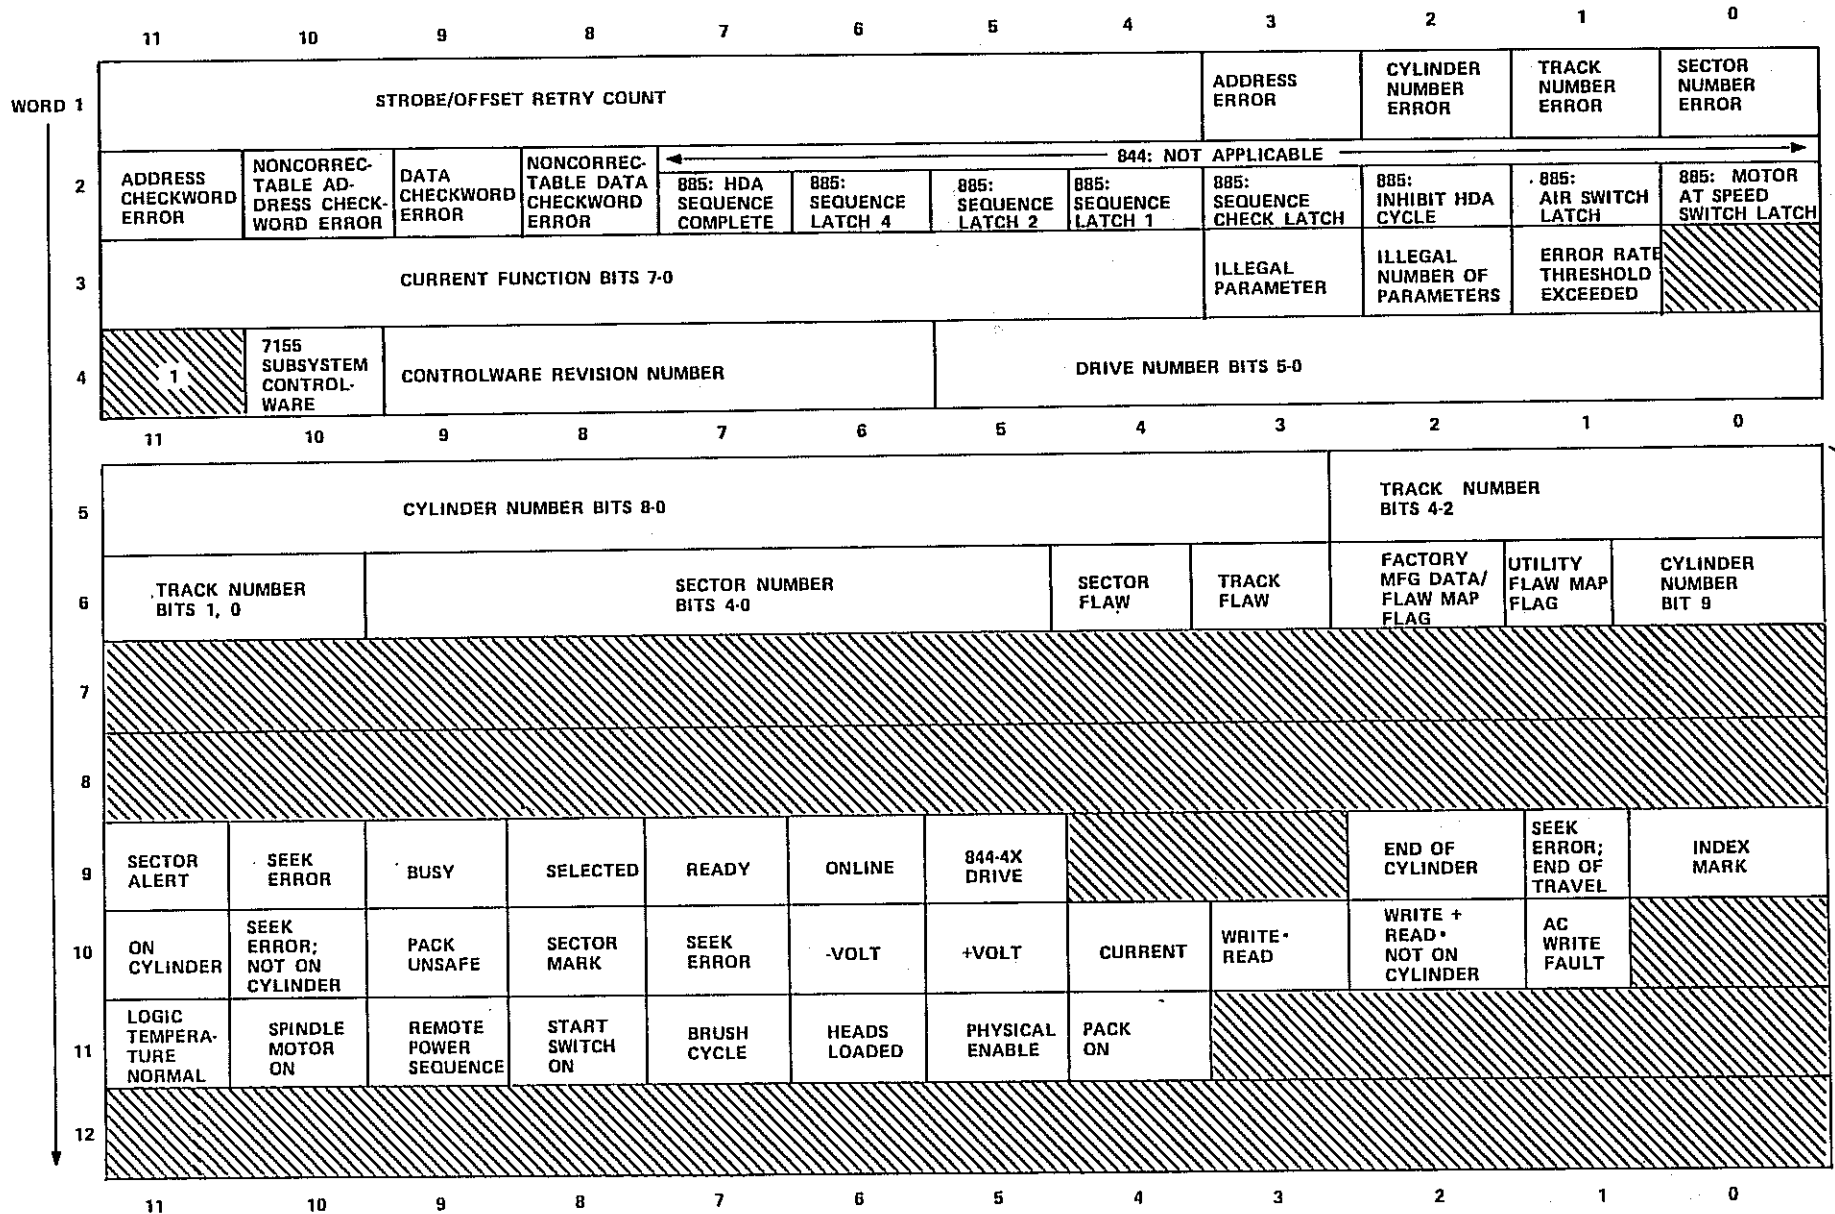 11 10 9 8 7 6 5 4 3 2 1 0
WORD 1
STROBE/OFFSET RETRY COUNT
ADDRESS
ERROR
CYLINDER
NUMBER
ERROR
TRACK
NUMBER
ERROR
SECTOR
NUMBER
ERROR
2
ADDRESS
CHECKWORD
ERROR
NONCORREC-
TABLE AD-
DRESS CHECK-
WORD ERROR
DATA
CHECKWORD
ERROR
NONCORREC-
TABLE DATA
CHECKWORD
ERROR
844: NOT APPLICABLE
885: HDA
SEQUENCE
COMPLETE
885:
SEQUENCE
LATCH 4
885:
SEQUENCE
LATCH 2
885:
SEQUENCE
LATCH 1
885:
SEQUENCE
CHECK LATCH
885:
INHIBIT HDA
CYCLE
885:
AIR SWITCH
LATCH
885: MOTOR
AT SPEED
SWITCH LATCH
3
CURRENT FUNCTION BITS 7-0
ILLEGAL
PARAMETER
ILLEGAL
NUMBER OF
PARAMETERS
ERROR RATE
THRESHOLD
EXCEEDED
4
1
7155
SUBSYSTEM
CONTROL-
WARE
CONTROLWARE REVISION NUMBER
DRIVE NUMBER BITS 5-0
11 10 9 8 7 6 5 4 3 2 1 0
5
CYLINDER NUMBER BITS 8-0
TRACK NUMBER
BITS 4-2
6
TRACK NUMBER
BITS 1, 0
SECTOR NUMBER
BITS 4-0
SECTOR
FLAW
TRACK
FLAW
FACTORY
MFG DATA/
FLAW MAP
FLAG
UTILITY
FLAW MAP
FLAG
CYLINDER
NUMBER
BIT 9
7
8
9
SECTOR
ALERT
SEEK
ERROR
BUSY
SELECTED
READY
ONLINE
844-4X
DRIVE
END OF
CYLINDER
SEEK
ERROR;
END OF
TRAVEL
INDEX
MARK
10
ON
CYLINDER
SEEK
ERROR;
NOT ON
CYLINDER
PACK
UNSAFE
SECTOR
MARK
SEEK
ERROR
-VOLT
+VOLT
CURRENT
WRITE•
READ
WRITE +
READ•
NOT ON
CYLINDER
AC
WRITE
FAULT
11
LOGIC
TEMPERA-
TURE
NORMAL
SPINDLE
MOTOR
ON
REMOTE
POWER
SEQUENCE
START
SWITCH
ON
BRUSH
CYCLE
HEADS
LOADED
PHYSICAL
ENABLE
PACK
ON
12
11 10 9 8 7 6 5 4 3 2 1 0